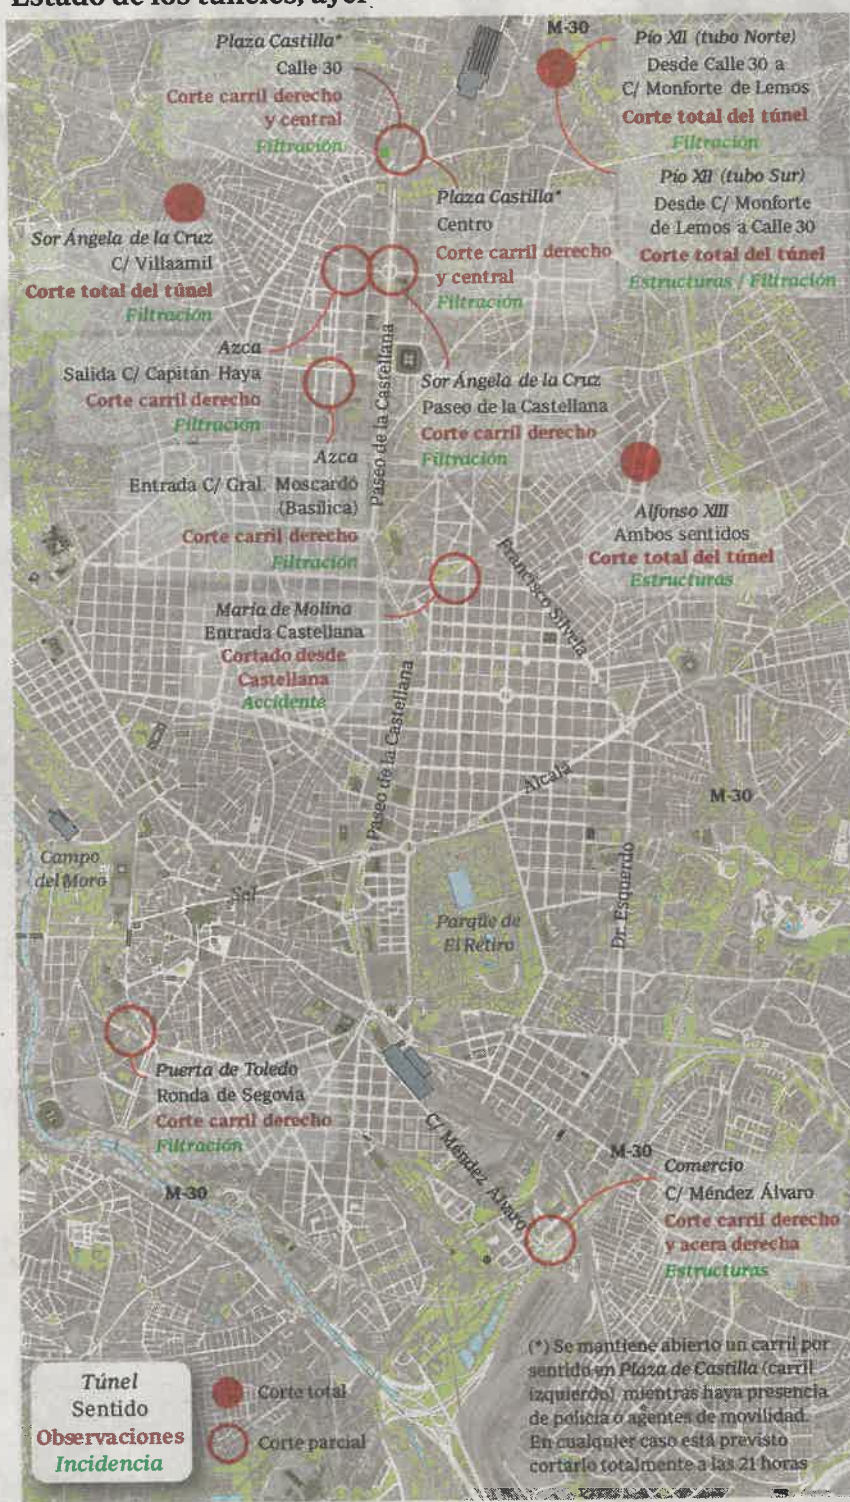 Estado de los túneles, ayer
Plaza Castilla*
Calle 30
Corte carril derecho
y central
Filtración
M-30
Pío XII (tubo Norte)
Desde Calle 30 a
C/ Monforte de Lemos
Corte total del túnel
Filtración
Pío XII (tubo Sur)
Desde C/ Monforte
de Lemos a Calle 30
Corte total del túnel
Estructuras / Filtración
Plaza Castilla*
Centro
Corte carril derecho
y central
Filtración
Sor Ángela de la Cruz
C/ Villaamil
Corte total del túnel
Filtración
Azca
Salida C/ Capitán Haya
Corte carril derecho
Filtración
Paseo de la Castellana
Sor Ángela de la Cruz
Paseo de la Castellana
Corte carril derecho
Filtración
Azca
Entrada C/ Gral. Moscardó
(Basílica)
Corte carril derecho
Filtración
Alfonso XIII
Ambos sentidos
Corte total del túnel
Estructuras
Francisco Silvela
María de Molina
Entrada Castellana
Cortado desde
Castellana
Accidente
Paseo de la Castellana
Alcalá
M-30
Campo
del Moro
Sol
Parque de
El Retiro
Dr. Esquerdo
Puerta de Toledo
Ronda de Segovia
Corte carril derecho
Filtración
C/ Méndez Álvaro
M-30
M-30
Comercio
C/ Méndez Álvaro
Corte carril derecho
y acera derecha
Estructuras
Túnel
Sentido
Observaciones
Incidencia
Corte total
Corte parcial
(*) Se mantiene abierto un carril por
sentido en Plaza de Castilla (carril
izquierdo) mientras haya presencia
de policía o agentes de movilidad.
En cualquier caso está previsto
cortarlo totalmente a las 21 horas